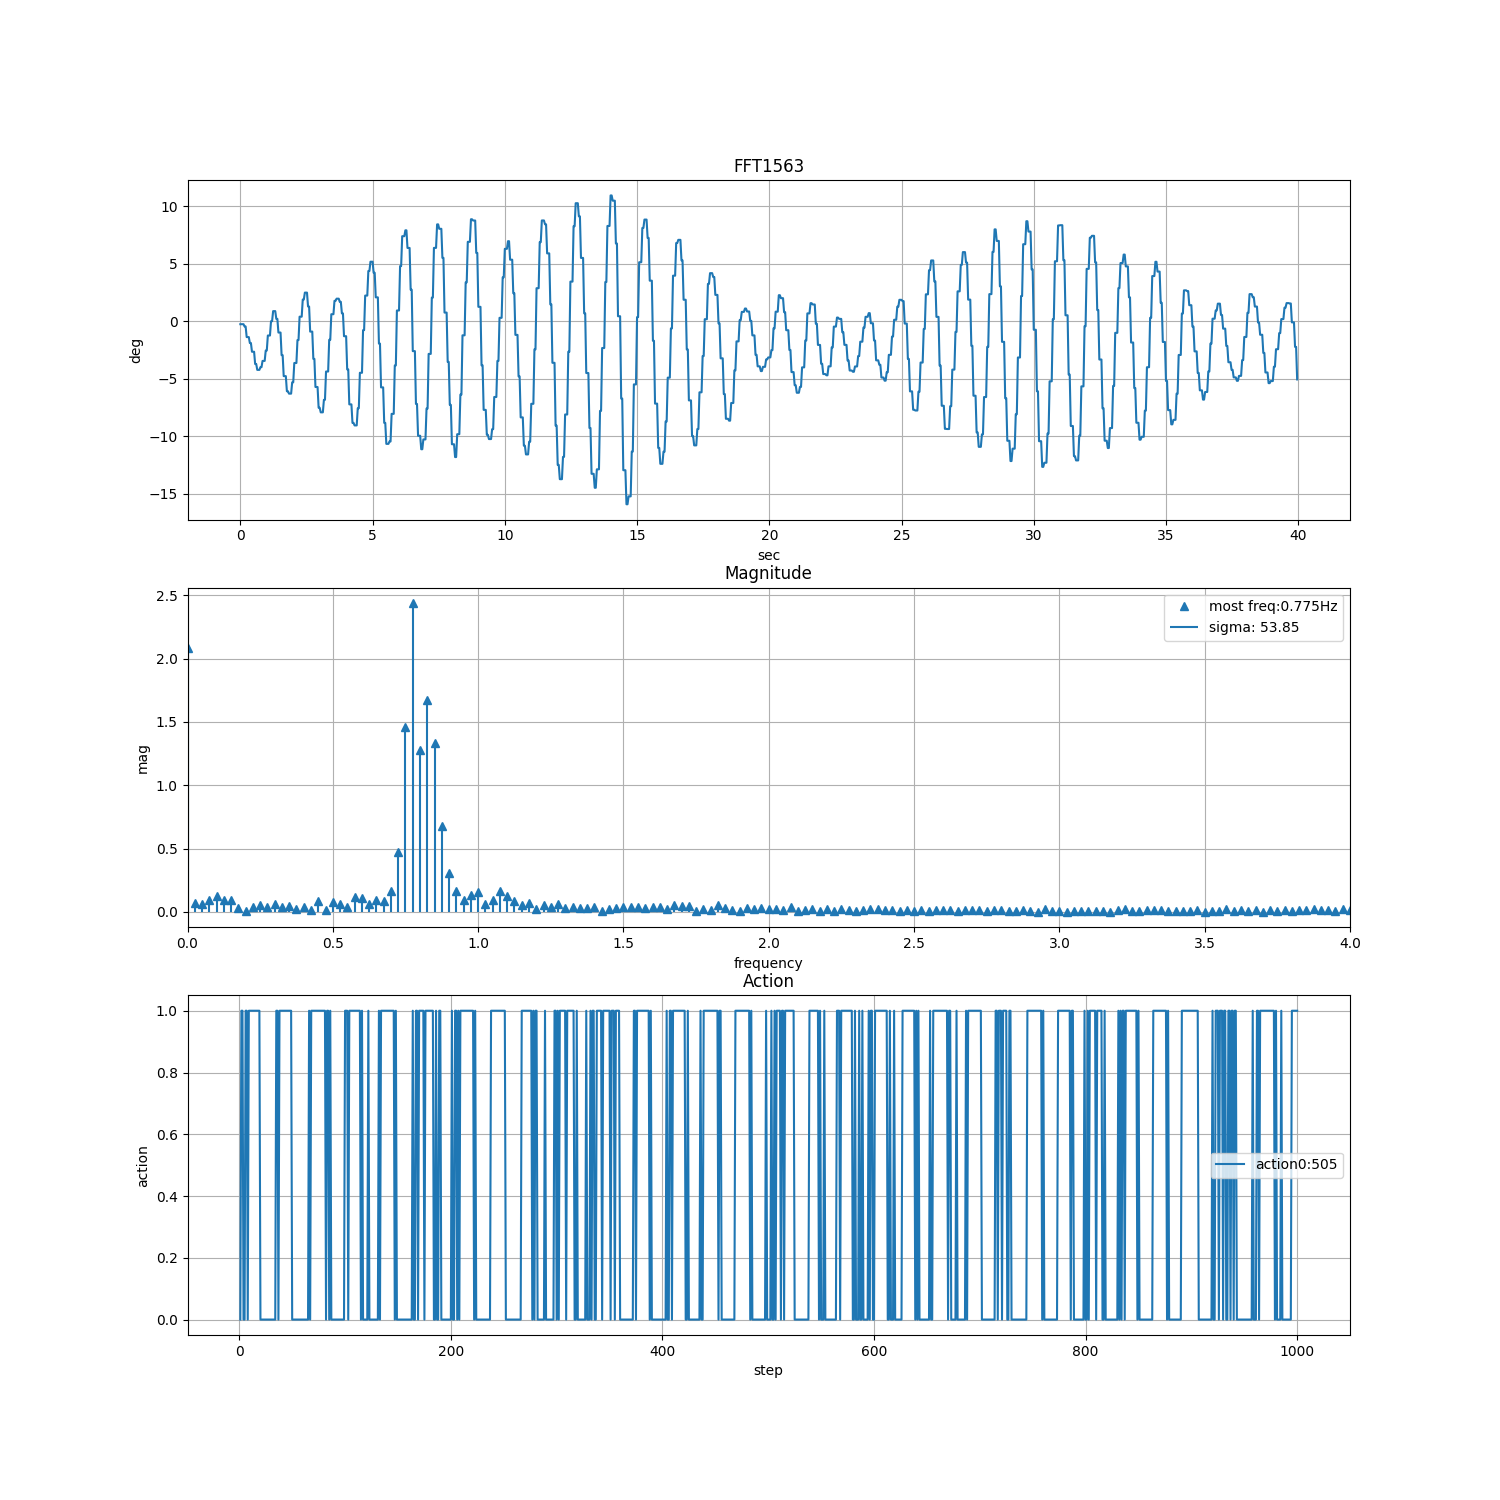 FFT1563
10
5
0
−5
−10
−15
deg
0 5 10 15 20 25 30 35 40
sec
Magnitude
2.5
2.0
1.5
1.0
0.5
0.0
mag
most freq:0.775Hz
sigma: 53.85
0.0 0.5 1.0 1.5 2.0 2.5 3.0 3.5 4.0
frequency
Action
1.0
0.8
0.6
0.4
0.2
0.0
action
action0:505
0 200 400 600 800 1000
step